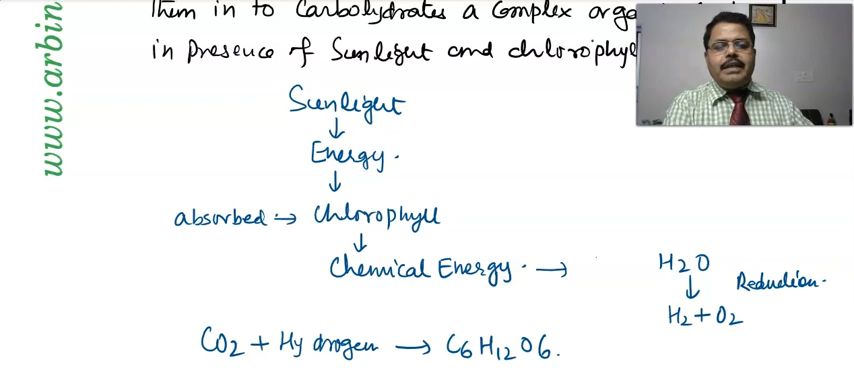 www.arbin
Them in to Carbohydrates a Complex orga
in Presence of Sunlight and chlorophyll
Sunlight
↓
Energy.
↓
absorbed :→ Chlorophyll
↓
Chemical Energy. →
H2O
↓ Reduction.
H2 + O2
CO2 + Hydrogen → C6H12O6.